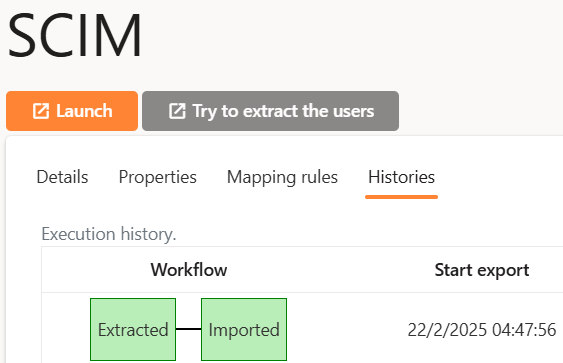 SCIM
Launch Try to extract the users
Details Properties Mapping rules Histories
Execution history.
Workflow Start export
Extracted Imported 22/2/2025 04:47:56